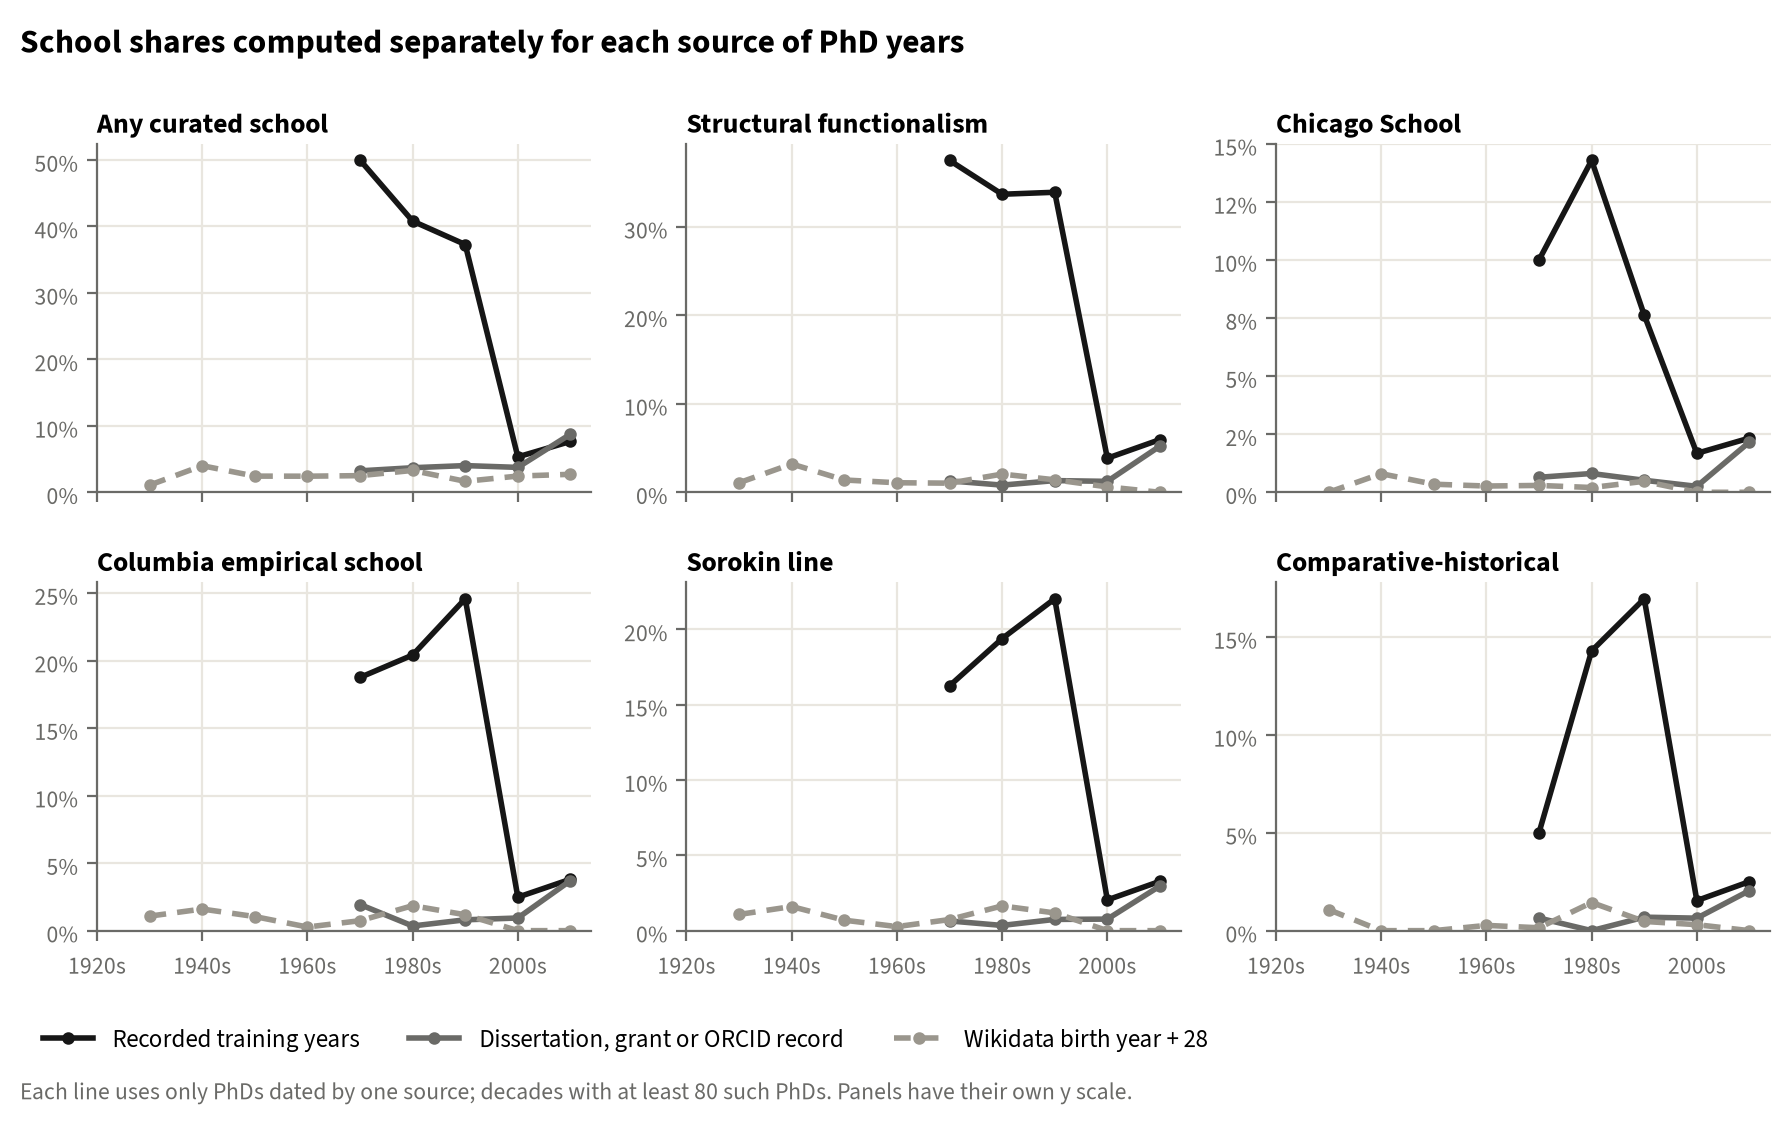 School shares computed separately for each source of PhD years
Any curated school
50%
40%
30%
20%
10%
0%
Structural functionalism
30%
20%
10%
0%
Chicago School
15%
12%
10%
8%
5%
2%
0%
Columbia empirical school
25%
20%
15%
10%
5%
0%
1920s 1940s 1960s 1980s 2000s
Sorokin line
20%
15%
10%
5%
0%
1920s 1940s 1960s 1980s 2000s
Comparative-historical
15%
10%
5%
0%
1920s 1940s 1960s 1980s 2000s
Recorded training years Dissertation, grant or ORCID record Wikidata birth year + 28
Each line uses only PhDs dated by one source; decades with at least 80 such PhDs. Panels have their own y scale.